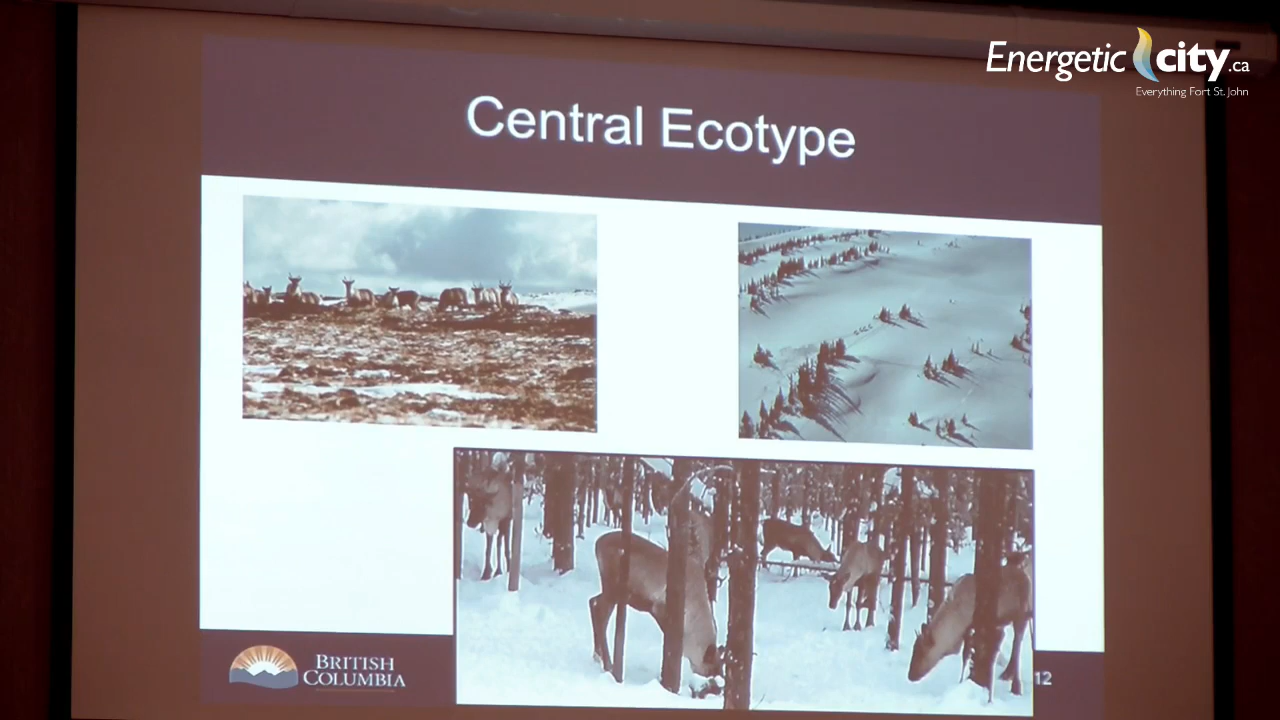 Energetic city.ca
Everything Fort St. John
Central Ecotype
BRITISH
COLUMBIA
12